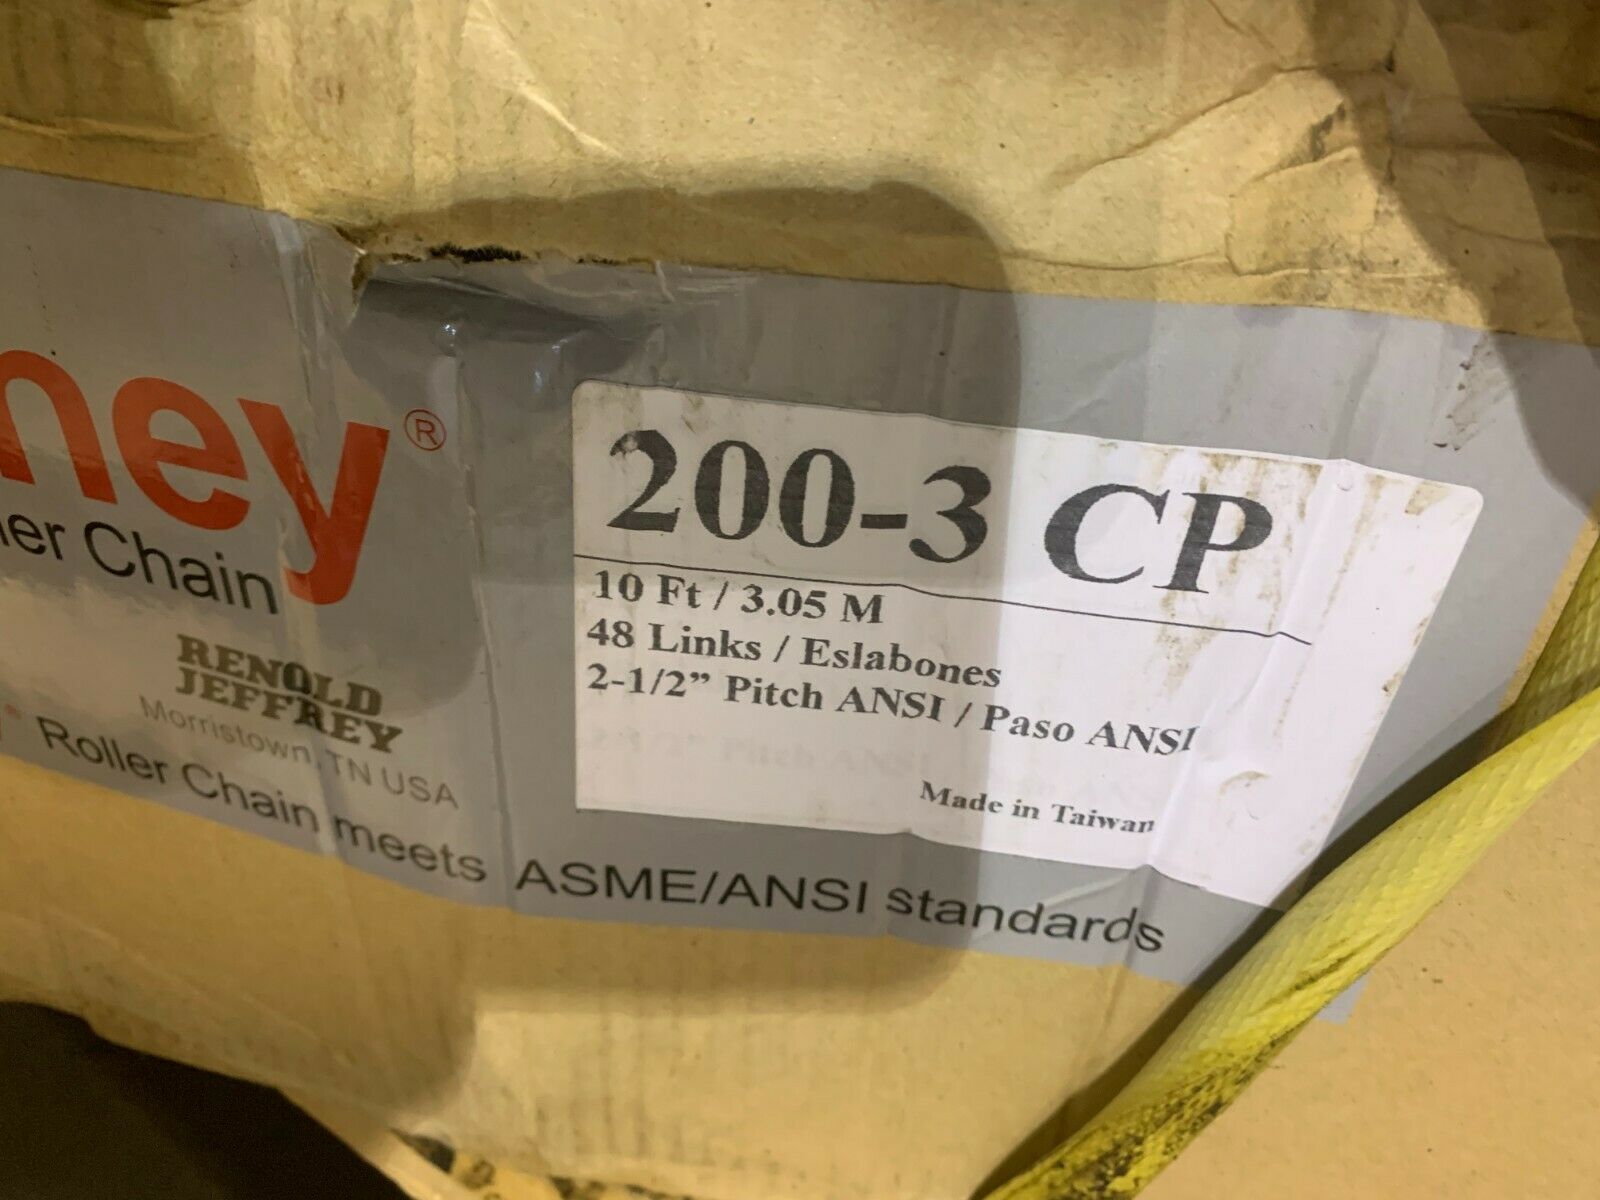 ney®
ler Chain
RENOLD
JEFFREY
Morristown, TN USA
y® Roller Chain meets ASME/ANSI standards
200-3 CP
10 Ft / 3.05 M
48 Links / Eslabones
2-1/2” Pitch ANSI / Paso ANSI
Made in Taiwan